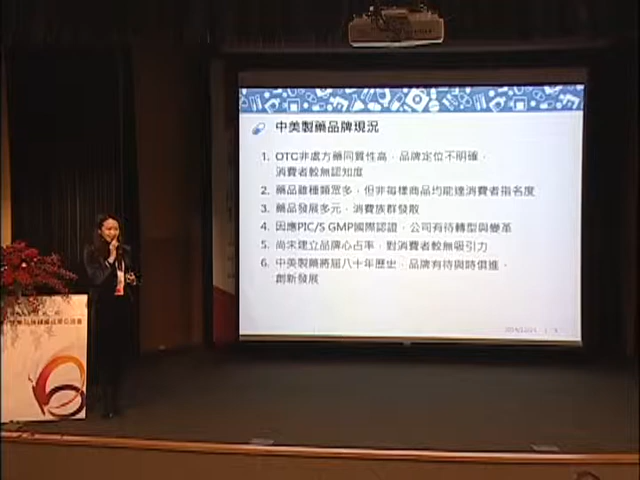 中美製藥品牌現況
1. OTC非處方藥同質性高，品牌定位不明確，
消費者較無認知度
2. 藥品雖種類眾多，但非每樣商品均能達消費者指名度
3. 藥品發展多元，消費族群發散
4. 因應PIC/S GMP國際認證，公司有待轉型與變革
5. 尚未建立品牌心占率，對消費者較無吸引力
6. 中美製藥將屆八十年歷史，品牌有待與時俱進，
創新發展